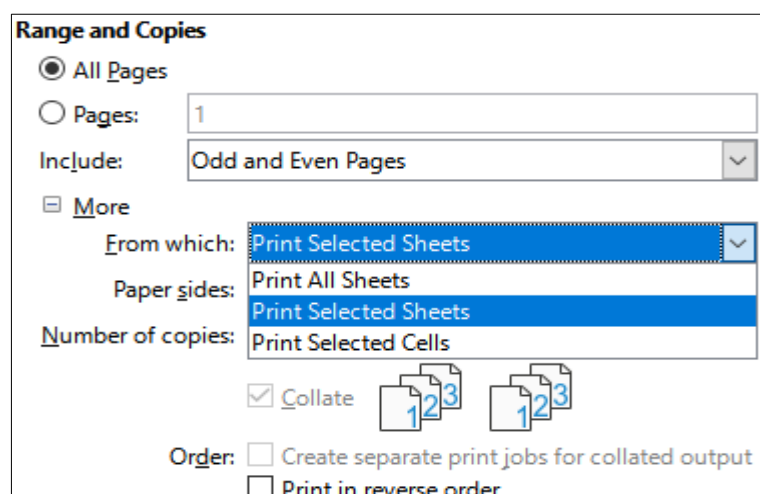 Range and Copies
All Pages
Pages: 1
Include: Odd and Even Pages
More
From which: Print Selected Sheets
Print All Sheets
Paper sides:
Print Selected Sheets
Number of copies: Print Selected Cells
Collate 1 2 3 1 2 3
Order: Create separate print jobs for collated output
Print in reverse order